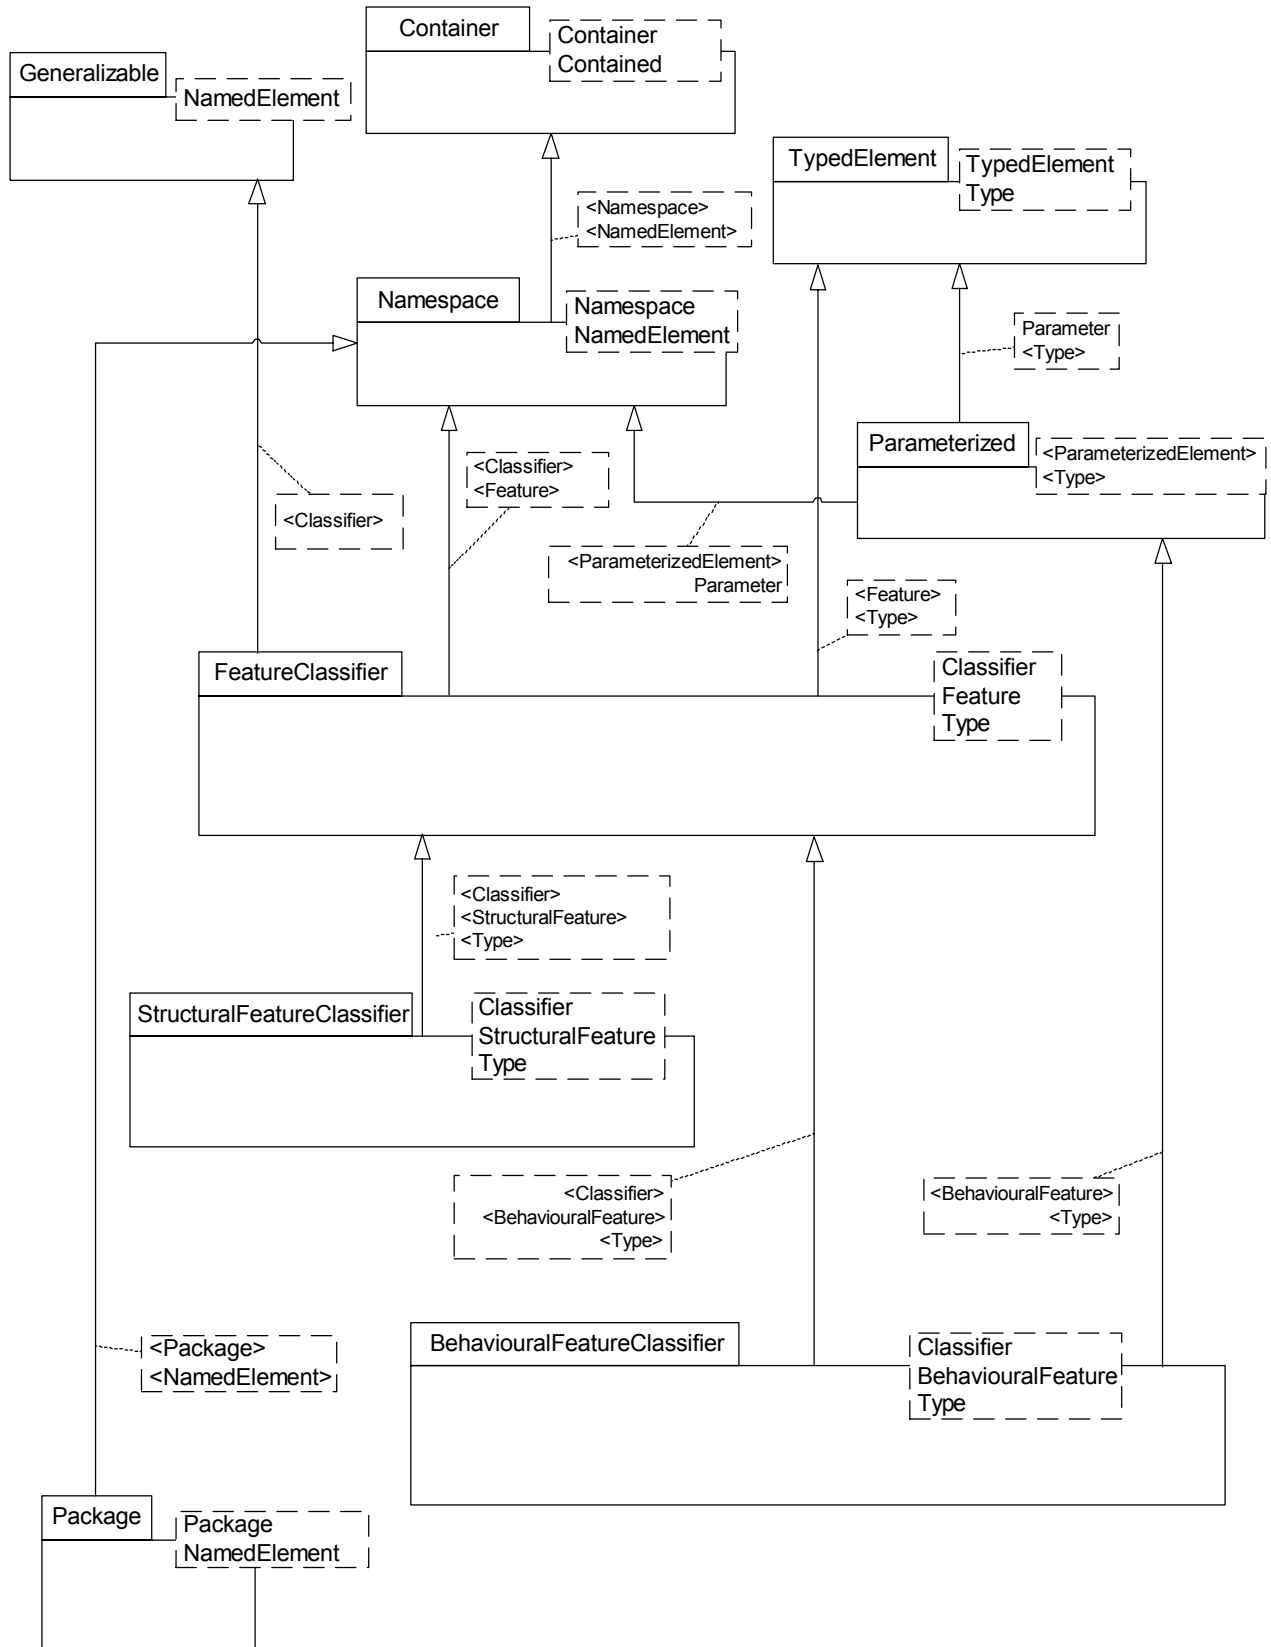 Container
Container
Contained
Generalizable
NamedElement
TypedElement
TypedElement
Type
<Namespace>
<NamedElement>
Namespace
Namespace
NamedElement
Parameter
<Type>
Parameterized
<ParameterizedElement>
<Type>
<Classifier>
<Feature>
<Classifier>
<ParameterizedElement>
Parameter
<Feature>
<Type>
FeatureClassifier
Classifier
Feature
Type
<Classifier>
<StructuralFeature>
<Type>
StructuralFeatureClassifier
Classifier
StructuralFeature
Type
<Classifier>
<BehaviouralFeature>
<Type>
<BehaviouralFeature>
<Type>
<Package>
<NamedElement>
BehaviouralFeatureClassifier
Classifier
BehaviouralFeature
Type
Package
Package
NamedElement